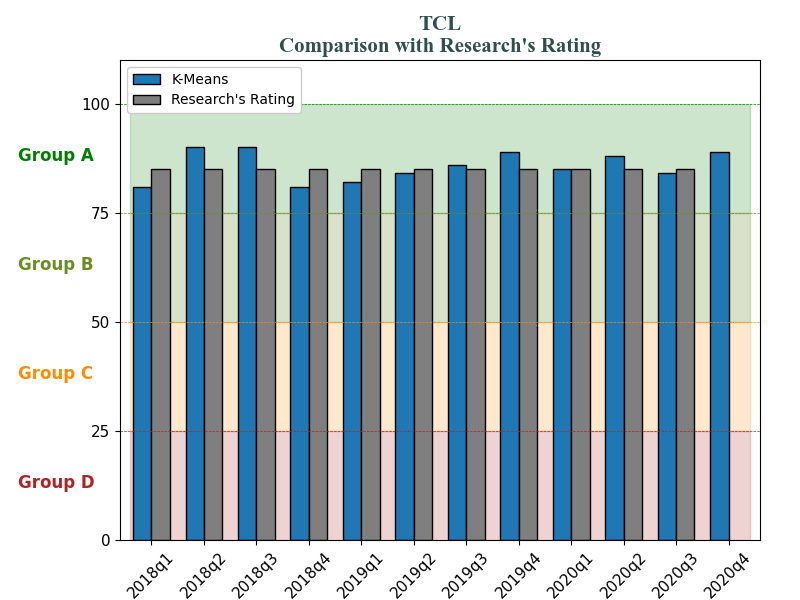 TCL
Comparison with Research's Rating
K-Means
Research's Rating
100
Group A
75
Group B
50
Group C
25
Group D
0
2018q1 2018q2 2018q3 2018q4 2019q1 2019q2 2019q3 2019q4 2020q1 2020q2 2020q3 2020q4